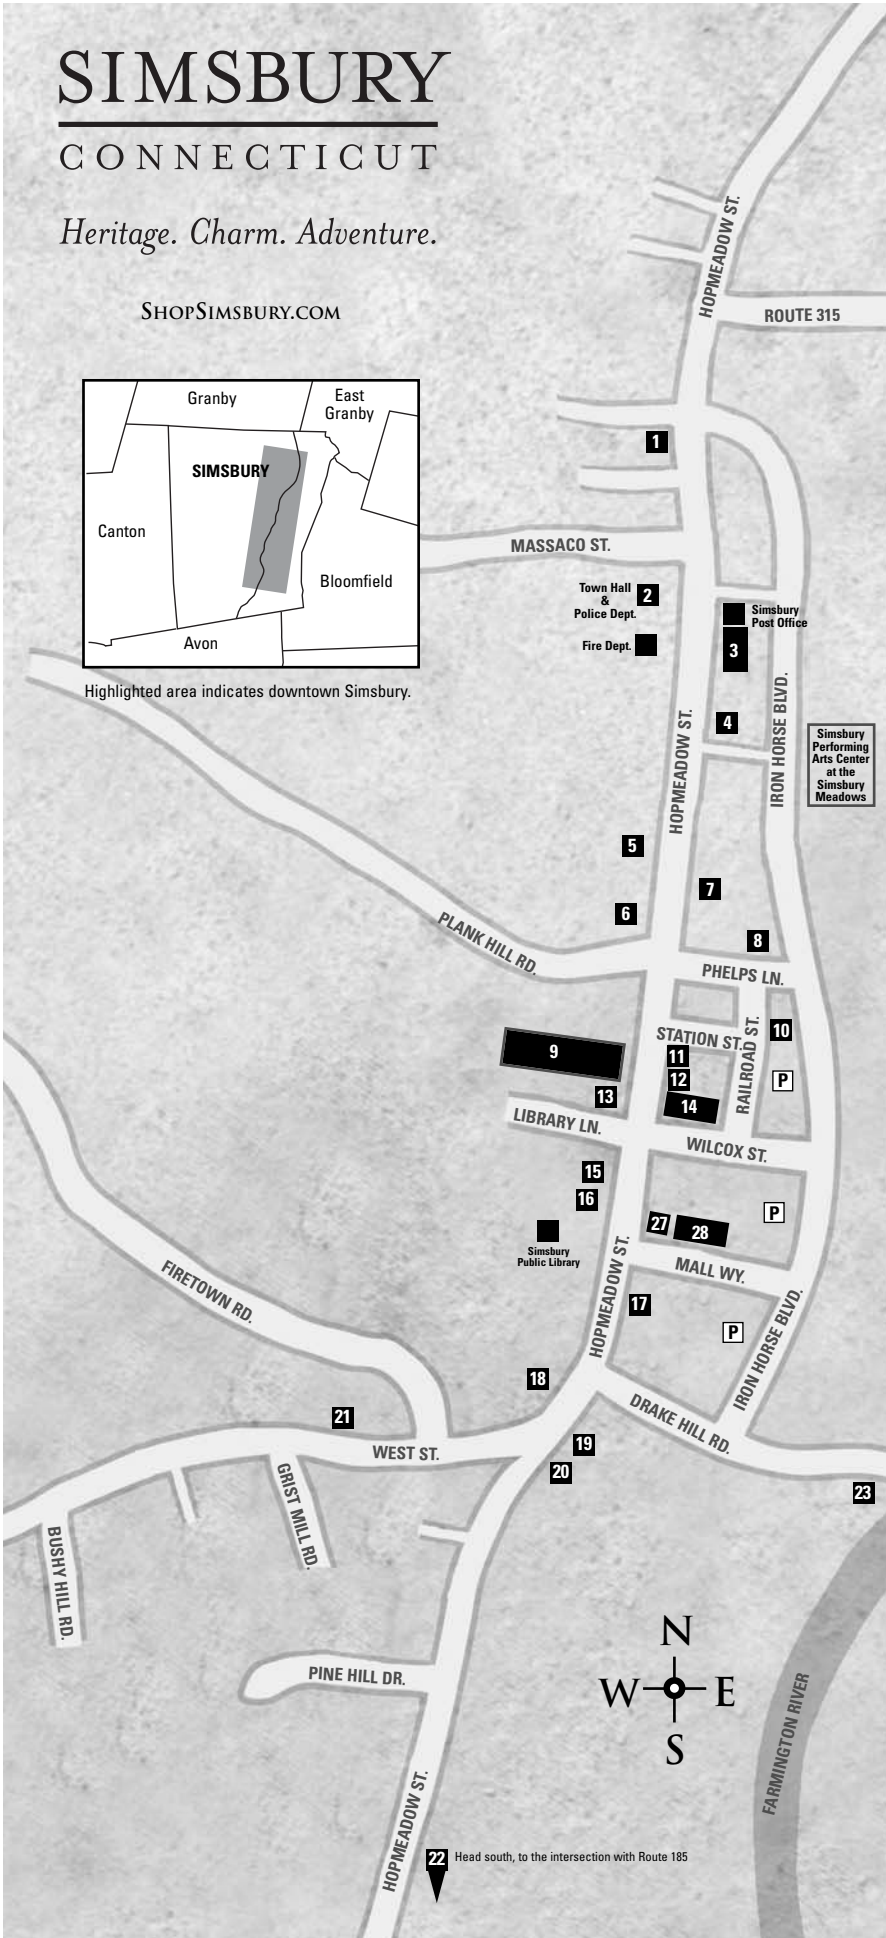 SIMSBURY
CONNECTICUT
Heritage. Charm. Adventure.
SHOPSIMSBURY.COM
HOPMEADOW ST.
ROUTE 315
Granby
East
Granby
SIMSBURY
Canton
Bloomfield
Avon
Highlighted area indicates downtown Simsbury.
1
MASSACO ST.
Town Hall
&
Police Dept.
2
Simsbury
Post Office
Fire Dept.
3
4
HOPMEADOW ST.
IRON HORSE BLVD.
Simsbury
Performing
Arts Center
at the
Simsbury
Meadows
5
7
6
8
PLANK HILL RD.
PHELPS LN.
STATION ST.
RAILROAD ST.
10
9
11
12
P
13
14
LIBRARY LN.
WILCOX ST.
15
16
P
27
28
Simsbury
Public Library
HOPMEADOW ST.
MALL WY.
17
FIRETOWN RD.
P
IRON HORSE BLVD.
18
DRAKE HILL RD.
21
19
WEST ST.
20
23
GRIST MILL RD.
BUSHY HILL RD.
N
W
E
S
PINE HILL DR.
FARMINGTON RIVER
HOPMEADOW ST.
22
Head south, to the intersection with Route 185